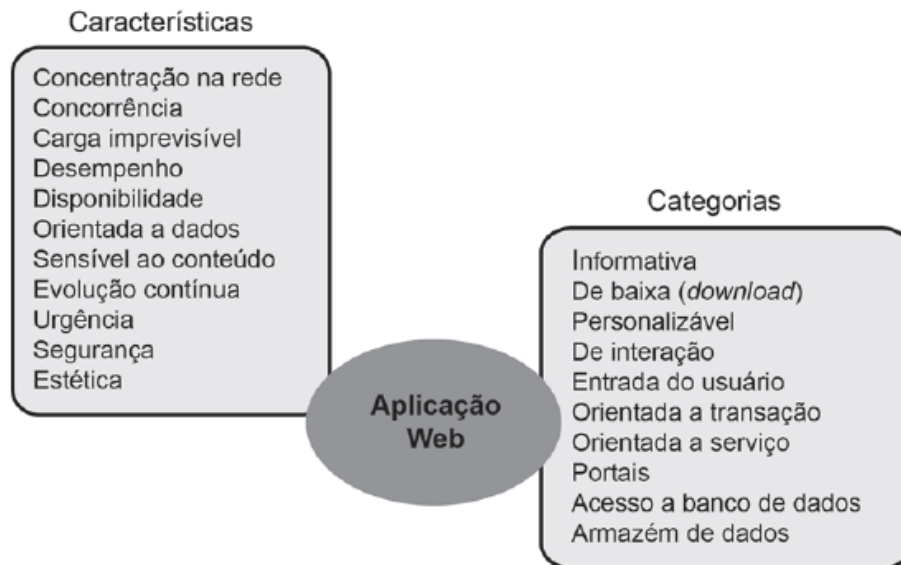 Características
Concentração na rede
Concorrência
Carga imprevisível
Desempenho
Disponibilidade
Orientada a dados
Sensível ao conteúdo
Evolução contínua
Urgência
Segurança
Estética
Aplicação
Web
Categorias
Informativa
De baixa (download)
Personalizável
De interação
Entrada do usuário
Orientada a transação
Orientada a serviço
Portais
Acesso a banco de dados
Armazém de dados